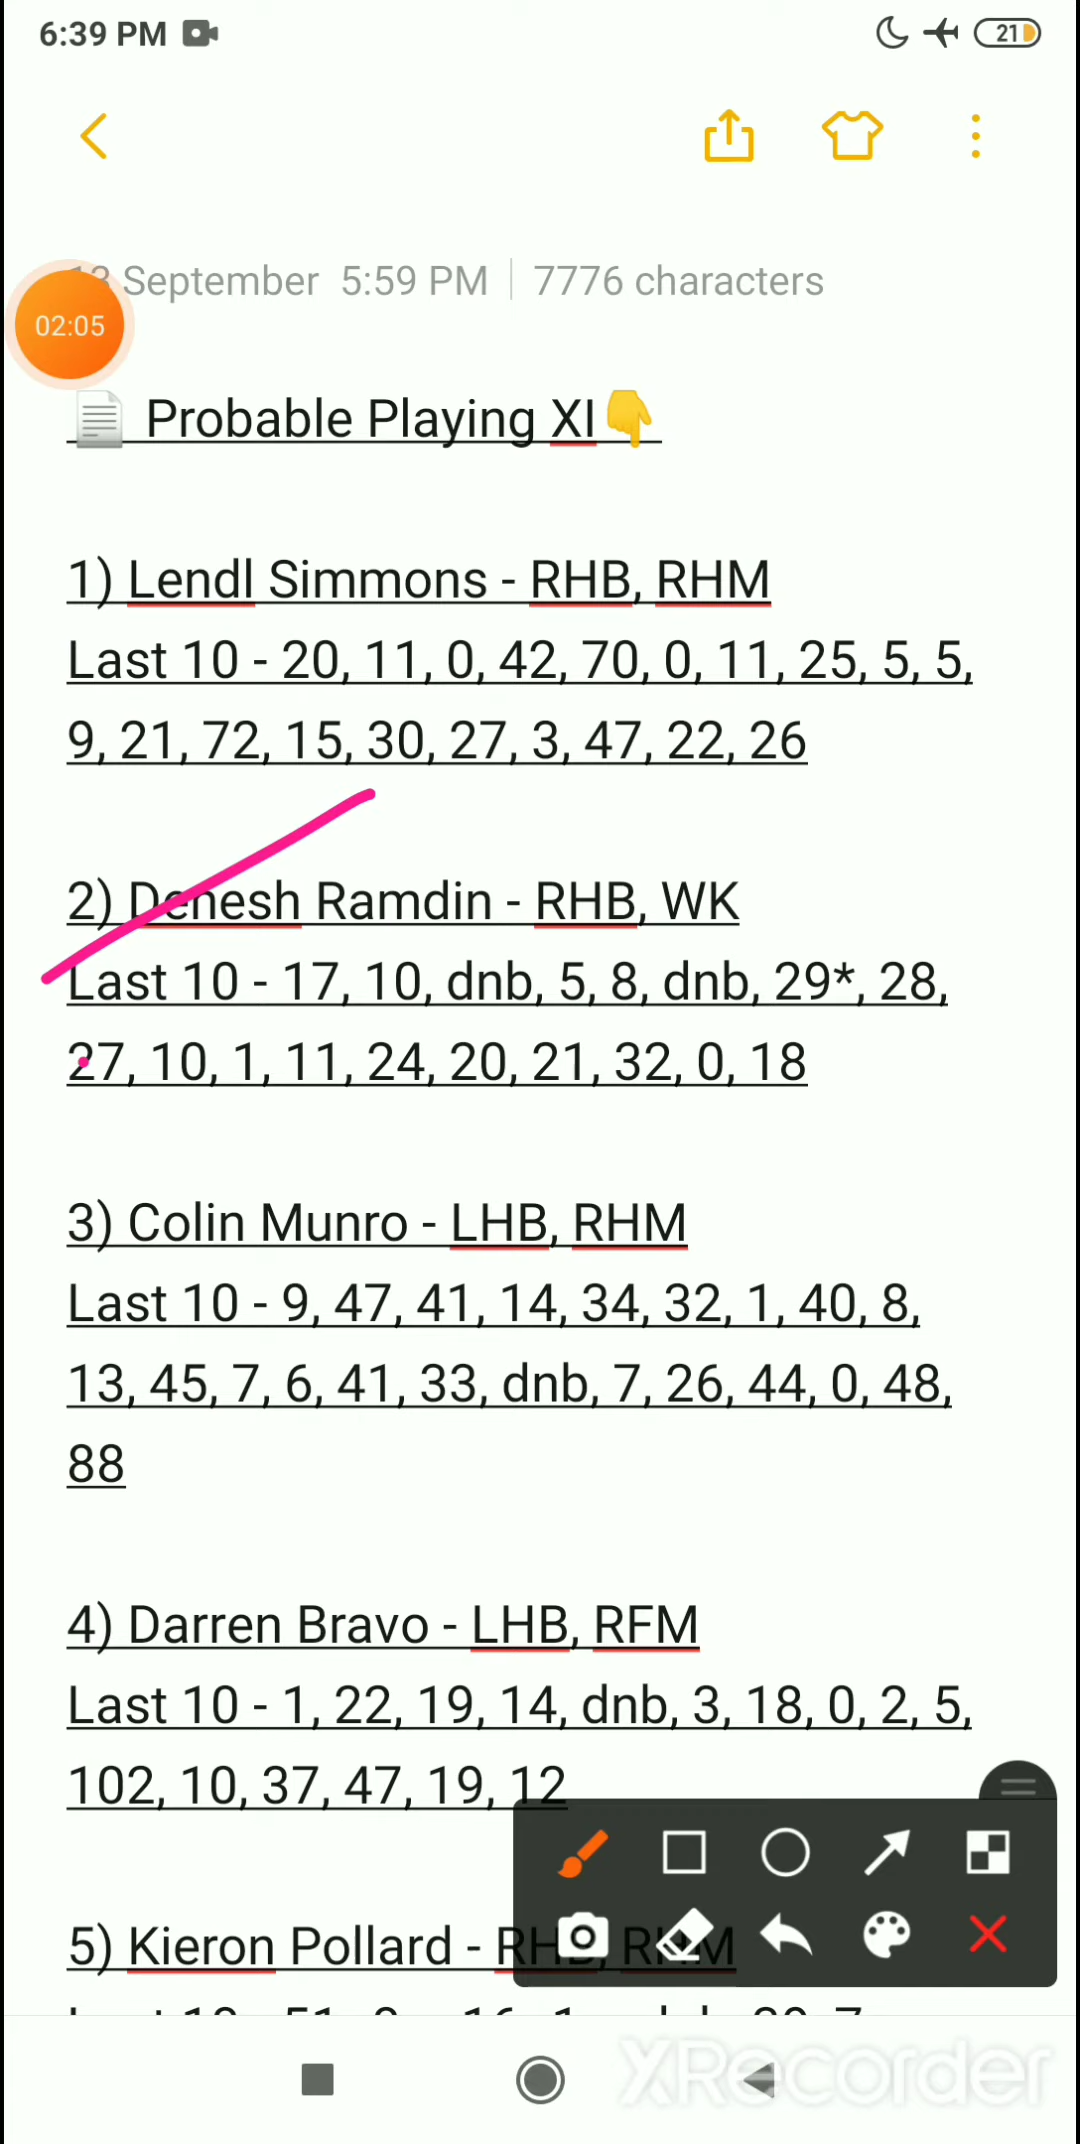 6:39 PM
21
13 September 5:59 PM | 7776 characters
02:05
Probable Playing XI
1) Lendl Simmons - RHB, RHM
Last 10 - 20, 11, 0, 42, 70, 0, 11, 25, 5, 5,
9, 21, 72, 15, 30, 27, 3, 47, 22, 26
2) Denesh Ramdin - RHB, WK
Last 10 - 17, 10, dnb, 5, 8, dnb, 29*, 28,
27, 10, 1, 11, 24, 20, 21, 32, 0, 18
3) Colin Munro - LHB, RHM
Last 10 - 9, 47, 41, 14, 34, 32, 1, 40, 8,
13, 45, 7, 6, 41, 33, dnb, 7, 26, 44, 0, 48,
88
4) Darren Bravo - LHB, RFM
Last 10 - 1, 22, 19, 14, dnb, 3, 18, 0, 2, 5,
102, 10, 37, 47, 19, 12
5) Kieron Pollard - RHB, RHM
XRecorder